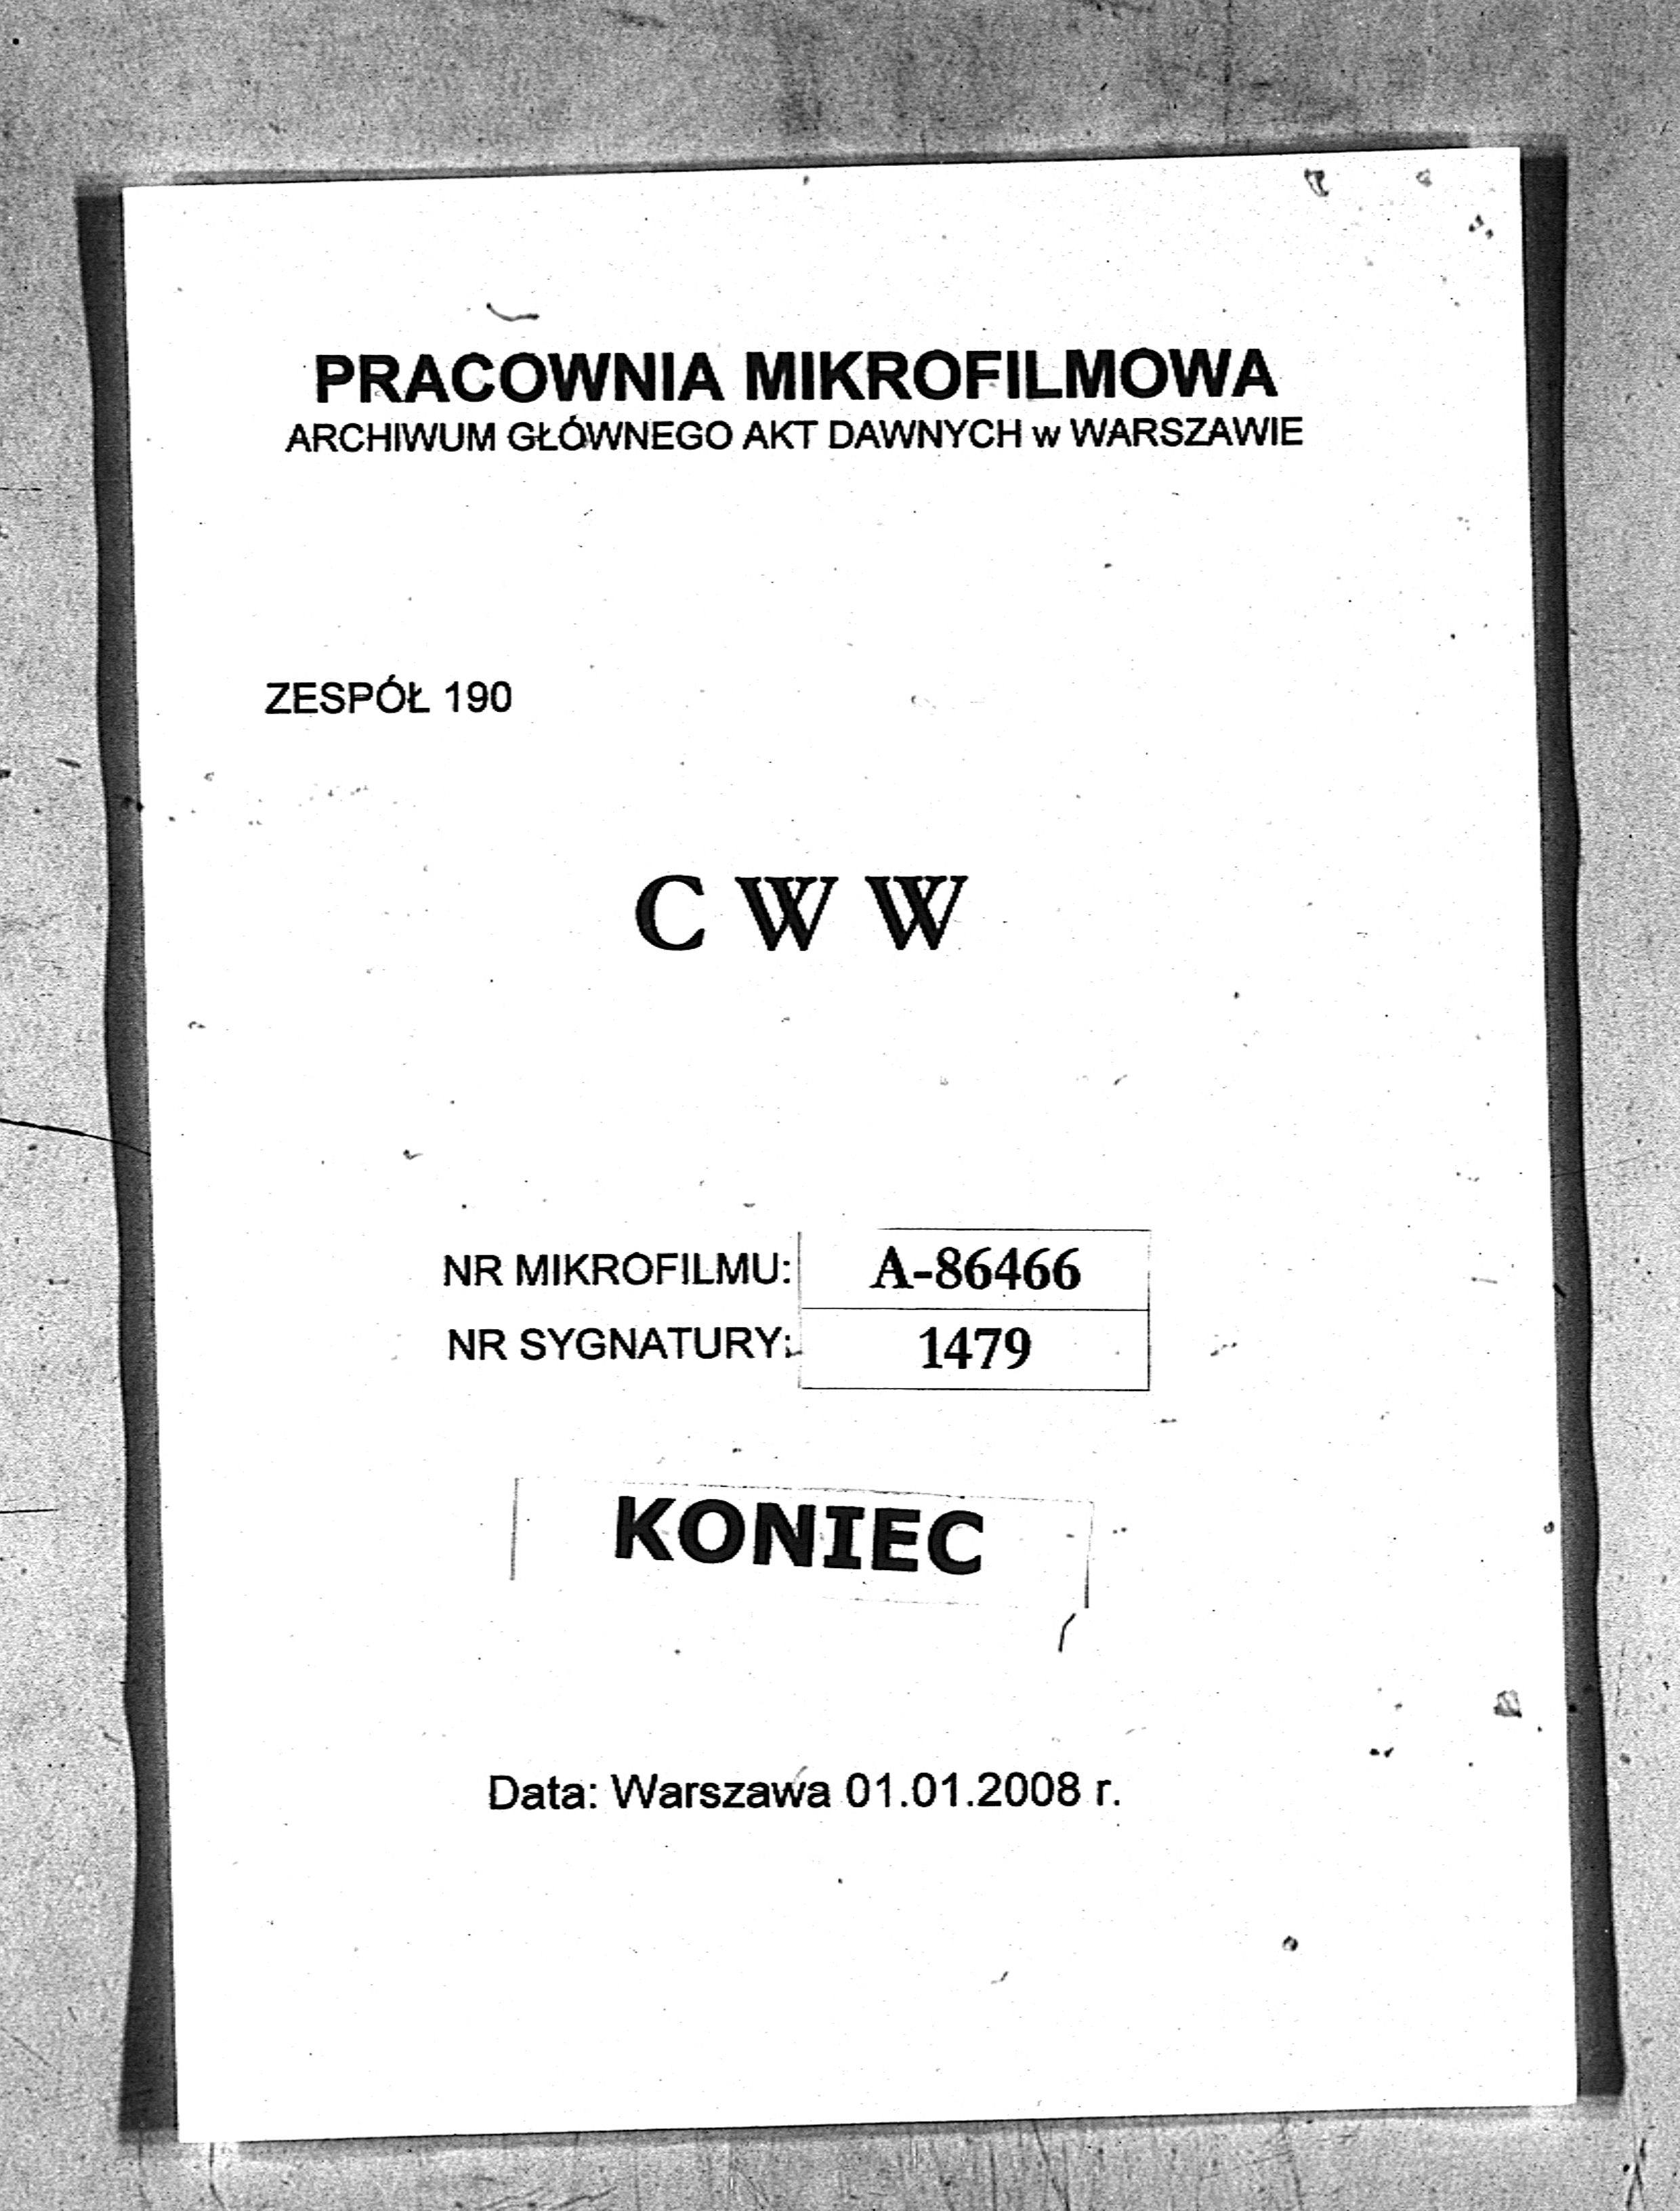 PRACOWNIA MIKROFILMOWA
ARCHIWUM GŁÓWNEGO AKT DAWNYCH w WARSZAWIE
ZESPÓŁ 190
C W W
NR MIKROFILMU: A-86466
NR SYGNATURY: 1479
KONIEC
Data: Warszawa 01.01.2008 r.